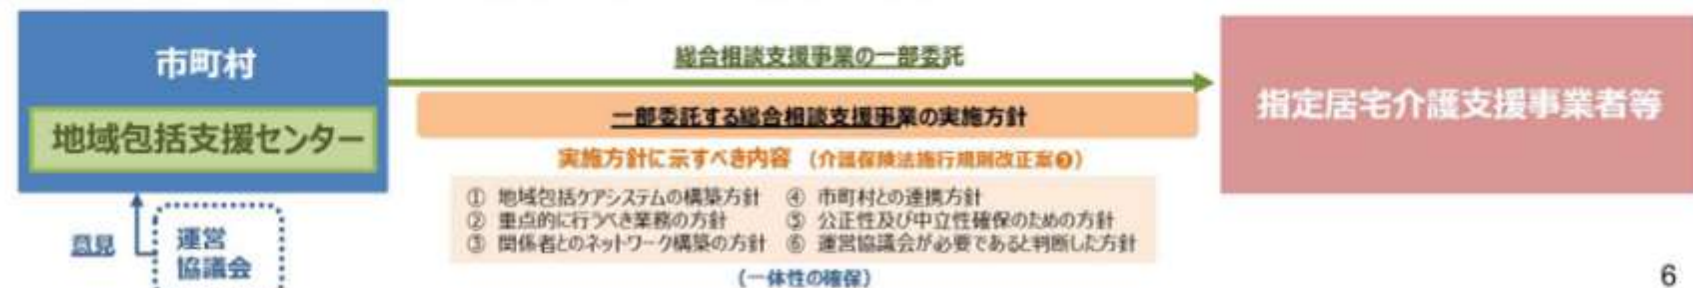 市町村
地域包括支援センター
意見
運営
協議会
総合相談支援事業の一部委託
一部委託する総合相談支援事業の実施方針
実施方針に示すべき内容 (介護保険法施行規則改正案❷)
① 地域包括ケアシステムの構築方針 ④ 市町村との連携方針
② 重点的に行うべき業務の方針 ⑤ 公正性及び中立性確保のための方針
③ 関係者とのネットワーク構築の方針 ⑥ 運営協議会が必要であると判断した方針
(一体性の確保)
指定居宅介護支援事業者等
6